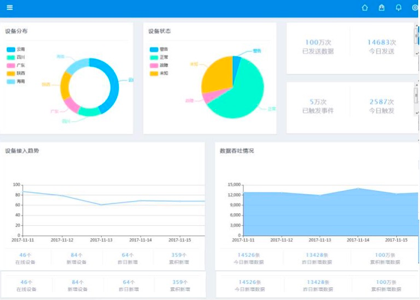 设备分布
云南
四川
广东
陕西
海南
设备状态
正常
故障
未知
100万次
已发送数据
14683次
今日发送
5万次
已触发事件
2587次
今日触发
设备接入趋势
100
80
60
40
20
0
2017-11-11 2017-11-12 2017-11-13 2017-11-14 2017-11-15
46个 84个 64个 359个
在线设备 新增设备 昨日新增 累积新增
46个 84个 64个 359个
在线设备 新增设备 昨日新增 累积新增
数据吞吐情况
15,000
12,000
9,000
6,000
3,000
0
2017-11-11 2017-11-12 2017-11-13 2017-11-14 2017-11-15
14526条 13428条 100万条
今日新增数据 昨日新增数据 累积新增数据
14526条 13428条 100万条
今日新增数据 昨日新增数据 累积新增数据